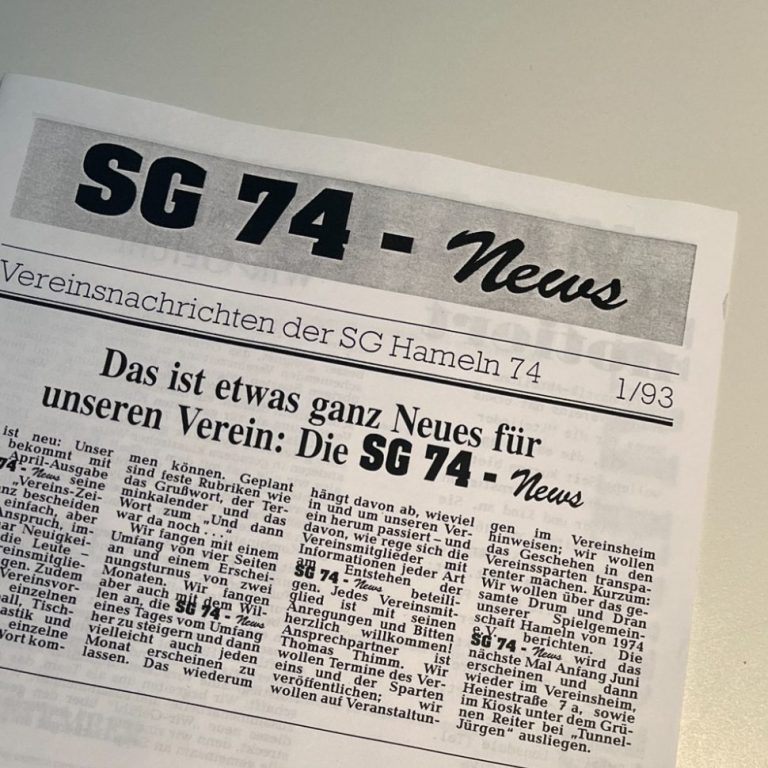 SG 74 - News
Vereinsnachrichten der SG Hameln 74 1/93
Das ist etwas ganz Neues für
unseren Verein: Die SG 74 - News
ist neu: Unser
bekommt mit
April-Ausgabe
74 - News seine
„Vereins-Zei-
nz bescheiden
einfach, aber
Anspruch, im-
ar Neuigkei-
die Leute –
reinsmitglie-
gen. Zudem
Vereinsvor-
einzelnen
all, Tisch-
astik und
einzelne
Wort kom-
men können. Geplant
sind feste Rubriken wie
das Grußwort, der Ter-
minkalender und das
Wort zum „Und dann
war da noch . . .“
Wir fangen mit einem
Umfang von vier Seiten
an und einem Erschei-
nungsturnus von zwei
Monaten. Wir fangen
aber auch mit dem Wil-
len an, die SG 74 - News
eines Tages vom Umfang
her zu steigern und dann
vielleicht auch jeden
Monat erscheinen zu
lassen. Das wiederum
hängt davon ab, wieviel
in und um unseren Ver-
ein herum passiert – und
davon, wie rege sich die
Vereinsmitglieder mit
Informationen jeder Art
am Entstehen der
SG 74 - News beteili-
gen. Jedes Vereinsmit-
glied ist mit seinen
Anregungen und Bitten
herzlich willkommen!
Ansprechpartner ist
Thomas Thimm. Wir
wollen Termine des Ver-
eins und der Sparten
veröffentlichen; wir
wollen auf Veranstaltun-
gen im Vereinsheim
hinweisen; wir wollen
das Geschehen in den
Vereinssparten transpa-
renter machen. Kurzum:
Wir wollen über das ge-
samte Drum und Dran
unserer Spielgemein-
schaft Hameln von 1974
e.V. berichten. Die
SG 74 - News wird das
nächste Mal Anfang Juni
erscheinen und dann
wieder im Vereinsheim,
Heinestraße 7 a, sowie
im Kiosk unter dem Grü-
nen Reiter bei „Tunnel-
Jürgen“ ausliegen.